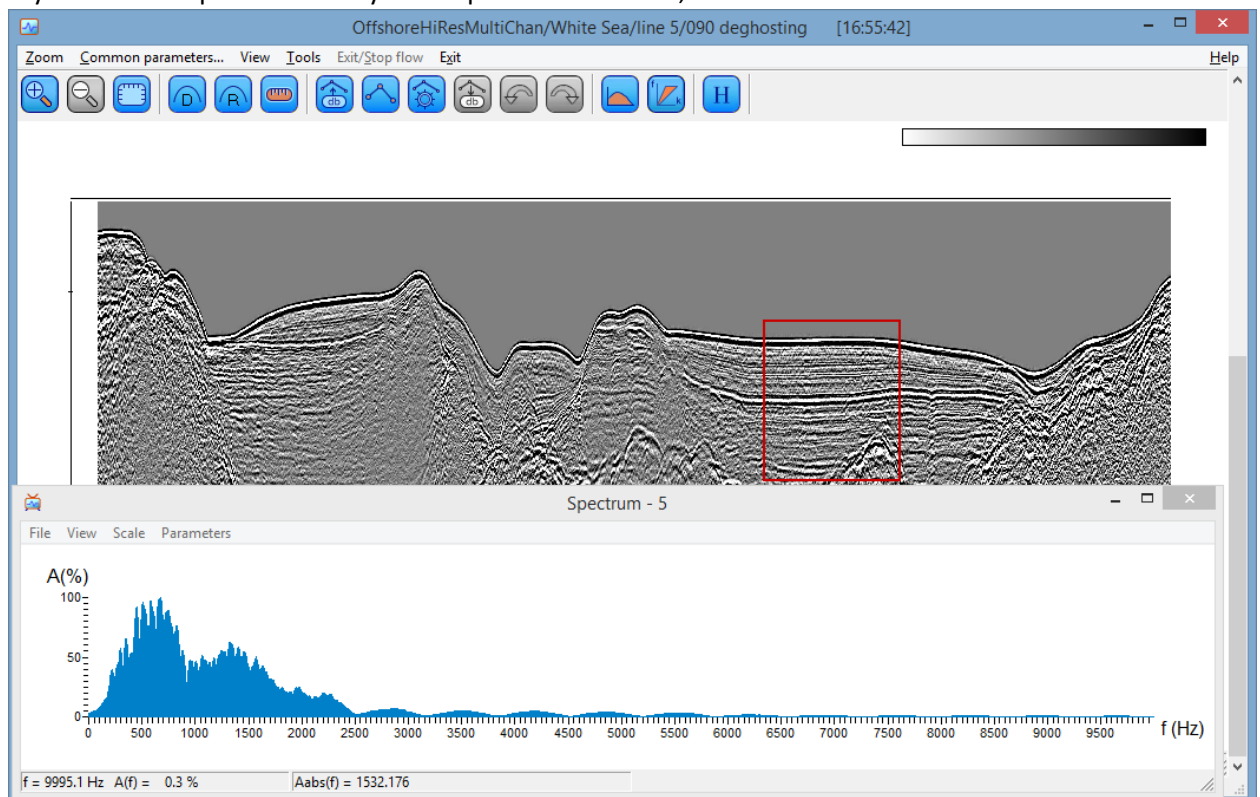 OffshoreHiResMultiChan/White Sea/line 5/090 deghosting [16:55:42]
Zoom Common parameters... View Tools Exit/Stop flow Exit Help
D R db db f k H
Spectrum - 5
File View Scale Parameters
A(%)
100
50
0
0 500 1000 1500 2000 2500 3000 3500 4000 4500 5000 5500 6000 6500 7000 7500 8000 8500 9000 9500 f (Hz)
f = 9995.1 Hz A(f) = 0.3 % Aabs(f) = 1532.176